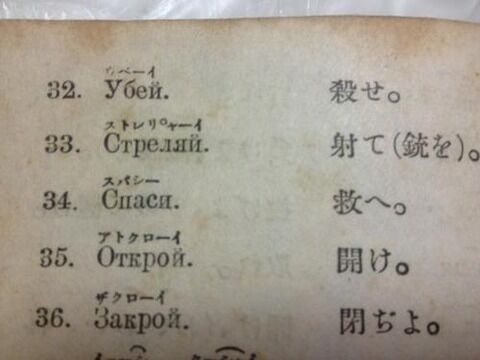 ウベーイ
32. Убей. 殺せ。
ストレリ°ャーイ
33. Стреляй. 射て(銃を)。
スパシー
34. Спаси. 救へ。
アトクローイ
35. Открой. 開け。
ザクローイ
36. Закрой. 閉ぢよ。